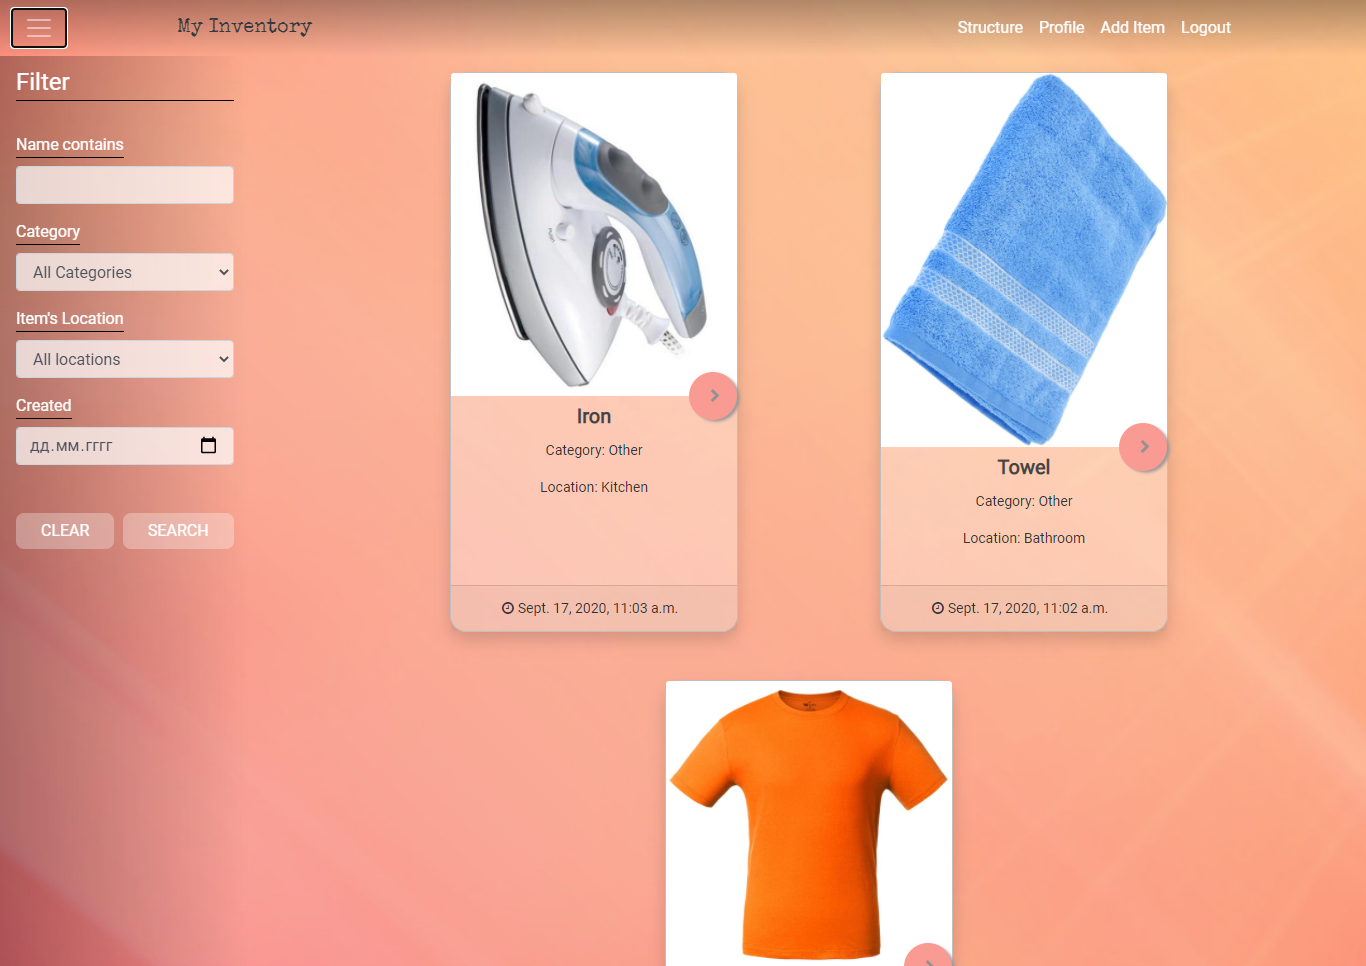 My Inventory
Structure Profile Add Item Logout
Filter
Name contains
Category
All Categories
Item's Location
All locations
Created
дд.мм.гггг
CLEAR SEARCH
Iron
Category: Other
Location: Kitchen
Sept. 17, 2020, 11:03 a.m.
Towel
Category: Other
Location: Bathroom
Sept. 17, 2020, 11:02 a.m.